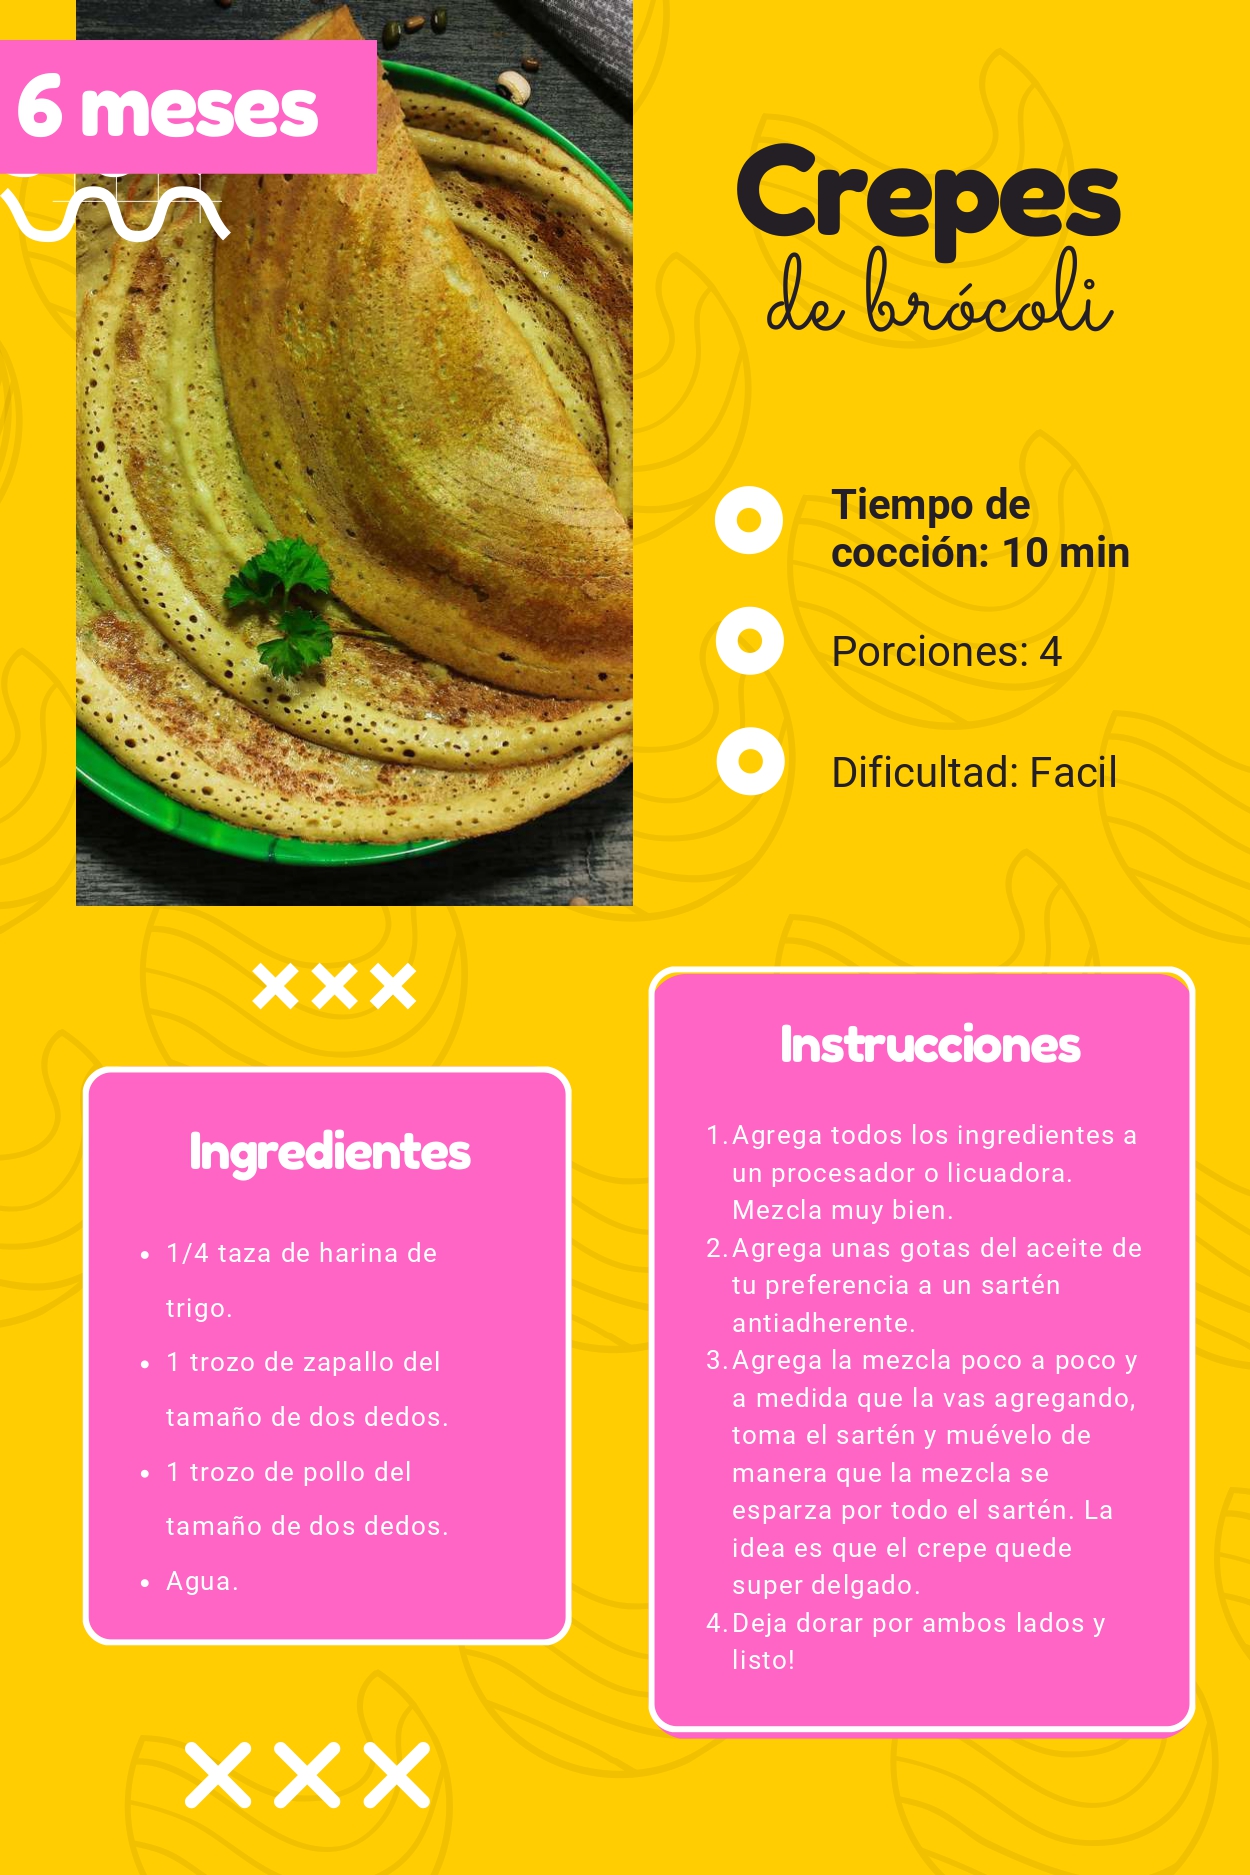 6 meses
Crepes
de brócoli
Tiempo de
cocción: 10 min
Porciones: 4
Dificultad: Facil
Ingredientes
• 1/4 taza de harina de
trigo.
• 1 trozo de zapallo del
tamaño de dos dedos.
• 1 trozo de pollo del
tamaño de dos dedos.
• Agua.
Instrucciones
1. Agrega todos los ingredientes a
un procesador o licuadora.
Mezcla muy bien.
2. Agrega unas gotas del aceite de
tu preferencia a un sartén
antiadherente.
3. Agrega la mezcla poco a poco y
a medida que la vas agregando,
toma el sartén y muévelo de
manera que la mezcla se
esparza por todo el sartén. La
idea es que el crepe quede
super delgado.
4. Deja dorar por ambos lados y
listo!